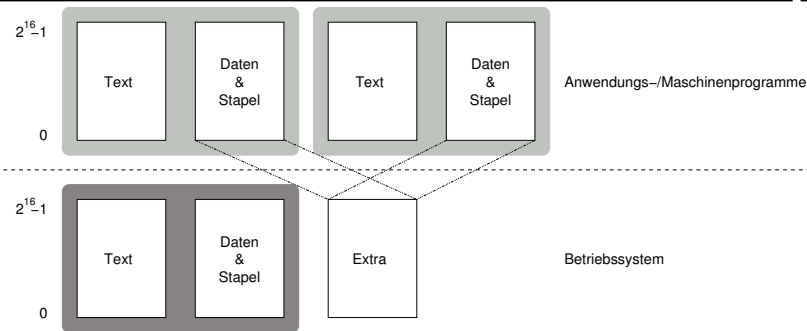 2^16–1
Text
Daten
&
Stapel
Text
Daten
&
Stapel
Anwendungs–/Maschinenprogramme
0
2^16–1
Text
Daten
&
Stapel
Extra
Betriebssystem
0